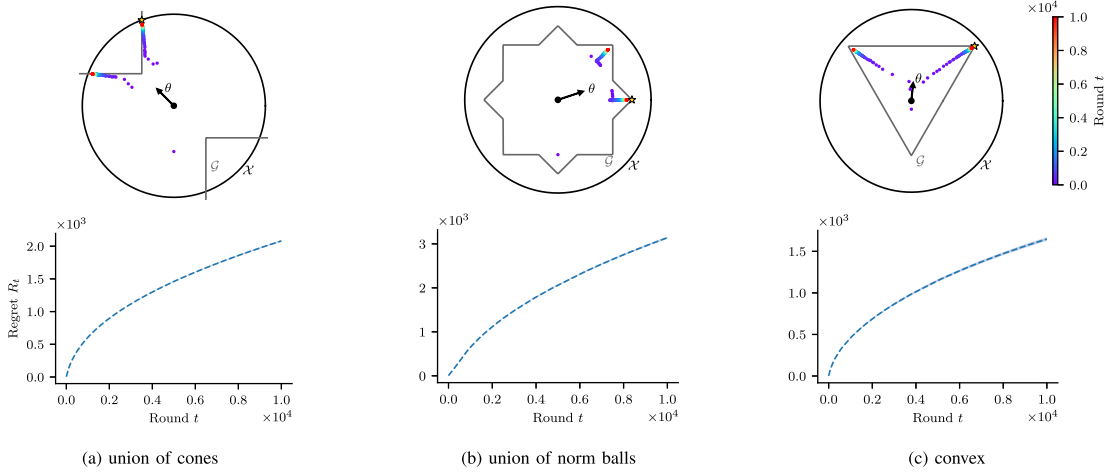 θ
𝒢
𝒳
θ
𝒢
𝒳
θ
𝒢
𝒳
×10⁴
1.0
0.8
0.6
0.4
0.2
0.0
Round t
×10³
2.0
1.5
1.0
0.5
0.0
Regret Rₜ
0.0 0.2 0.4 0.6 0.8 1.0
Round t
×10⁴
×10³
3
2
1
0
0.0 0.2 0.4 0.6 0.8 1.0
Round t
×10⁴
×10³
1.5
1.0
0.5
0.0
0.0 0.2 0.4 0.6 0.8 1.0
Round t
×10⁴
(a) union of cones
(b) union of norm balls
(c) convex